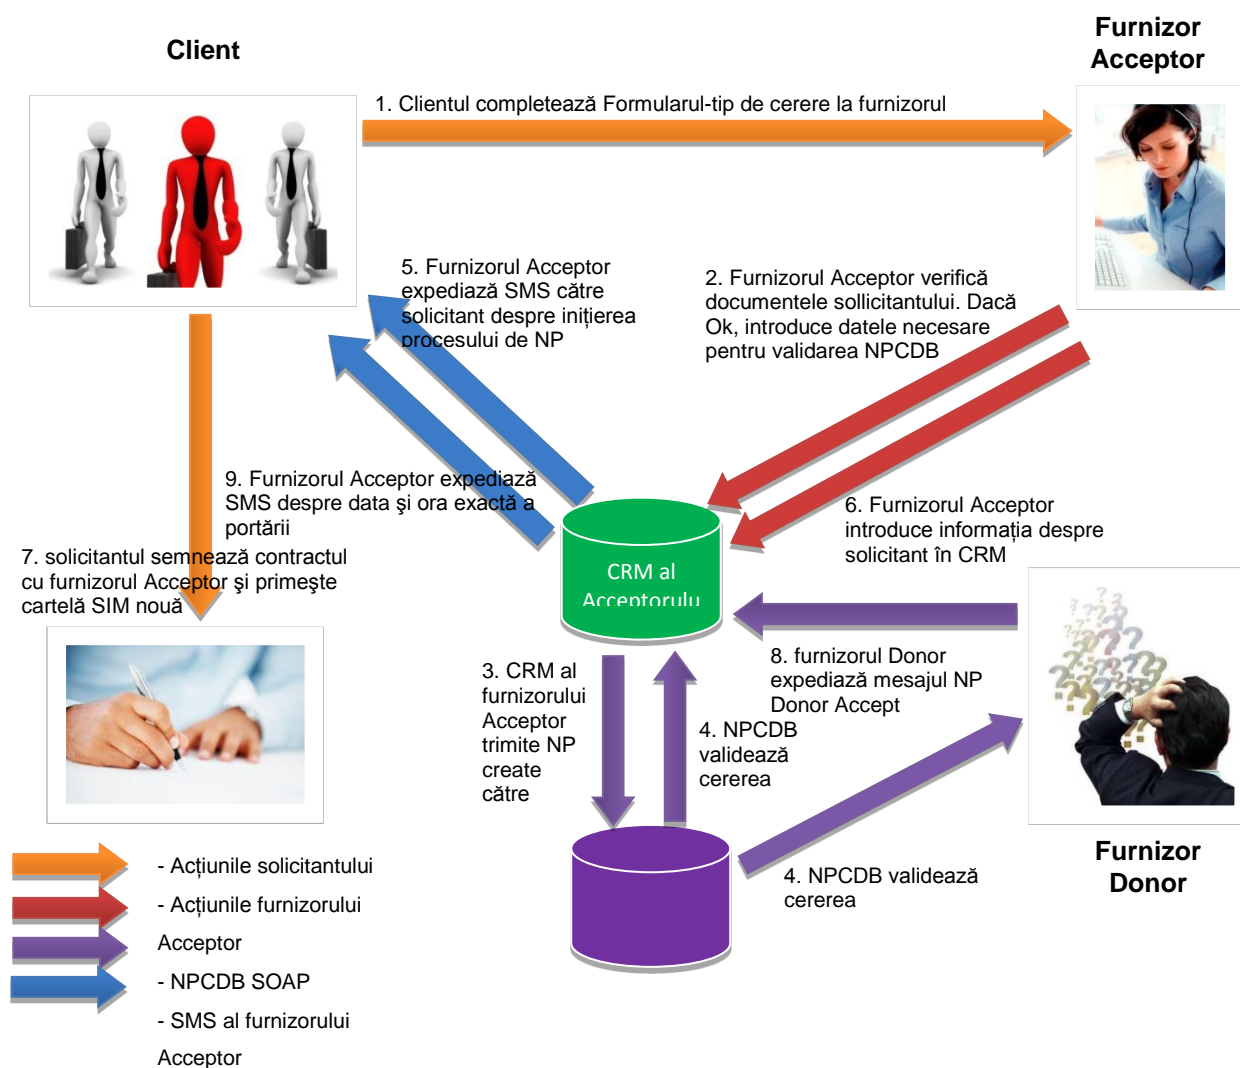 Client
Furnizor
Acceptor
1. Clientul completează Formularul-tip de cerere la furnizorul
5. Furnizorul Acceptor
expediază SMS către
solicitant despre inițierea
procesului de NP
2. Furnizorul Acceptor verifică
documentele sollicitantului. Dacă
Ok, introduce datele necesare
pentru validarea NPCDB
9. Furnizorul Acceptor expediază
SMS despre data şi ora exactă a
portării
6. Furnizorul Acceptor
introduce informația despre
solicitant în CRM
7. solicitantul semnează contractul
cu furnizorul Acceptor şi primeşte
cartelă SIM nouă
CRM al
Acceptorulu
3. CRM al
furnizorului
Acceptor
trimite NP
create
către
8. furnizorul Donor
expediază mesajul NP
Donor Accept
4. NPCDB
validează
cererea
4. NPCDB validează
cererea
Furnizor
Donor
- Acțiunile solicitantului
- Acțiunile furnizorului
Acceptor
- NPCDB SOAP
- SMS al furnizorului
Acceptor